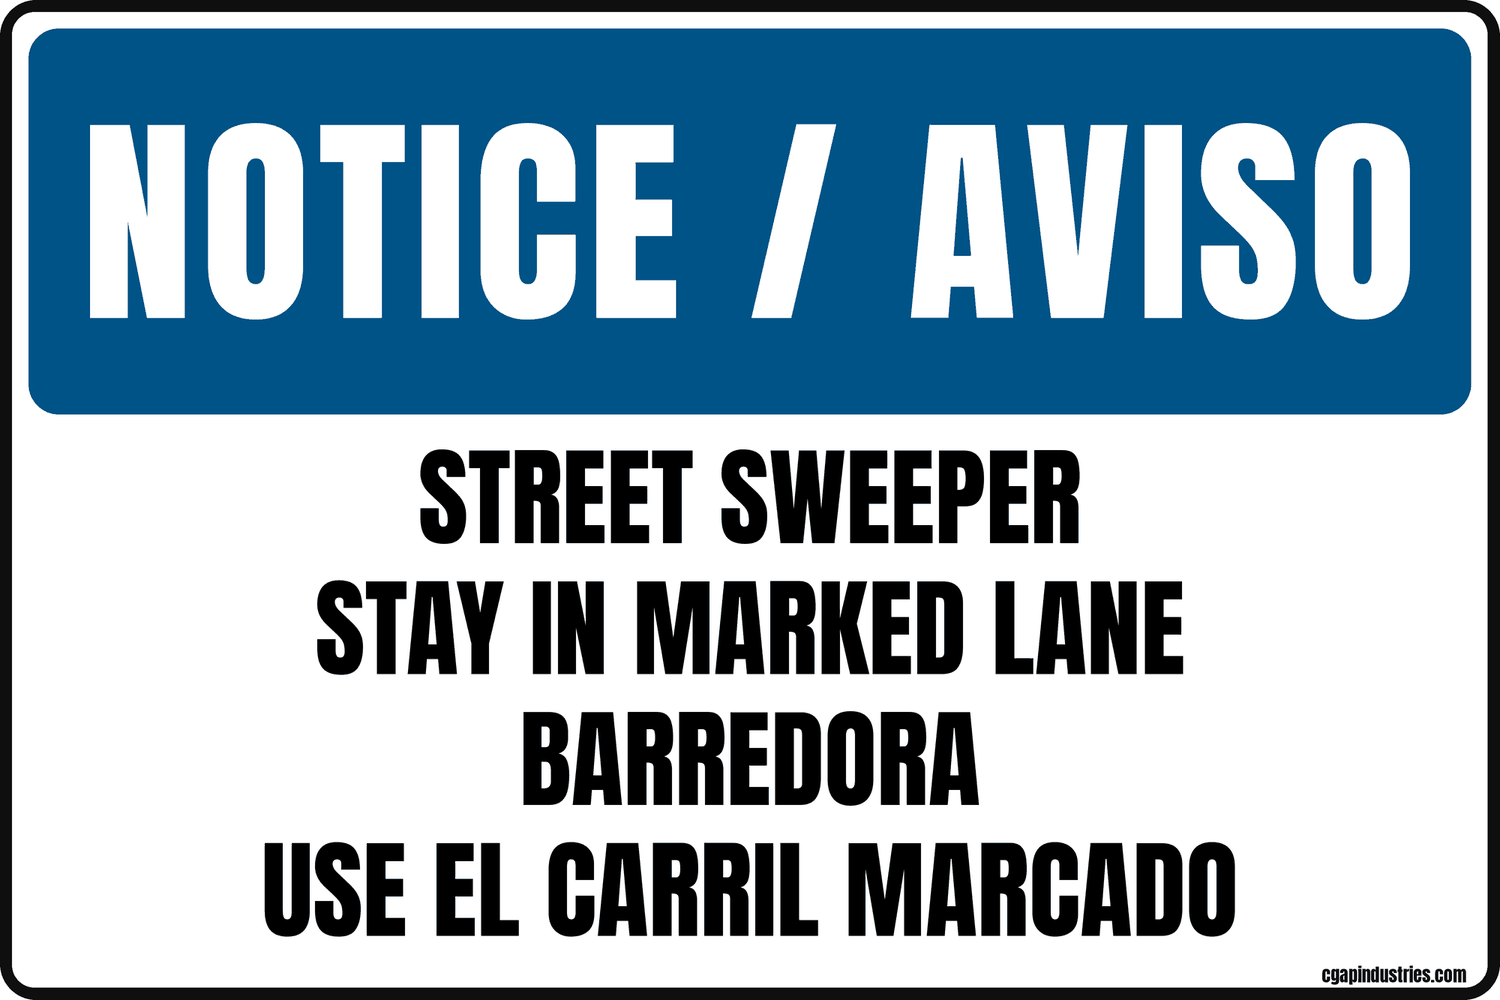 NOTICE / AVISO
STREET SWEEPER
STAY IN MARKED LANE
BARREDORA
USE EL CARRIL MARCADO
cgapindustries.com